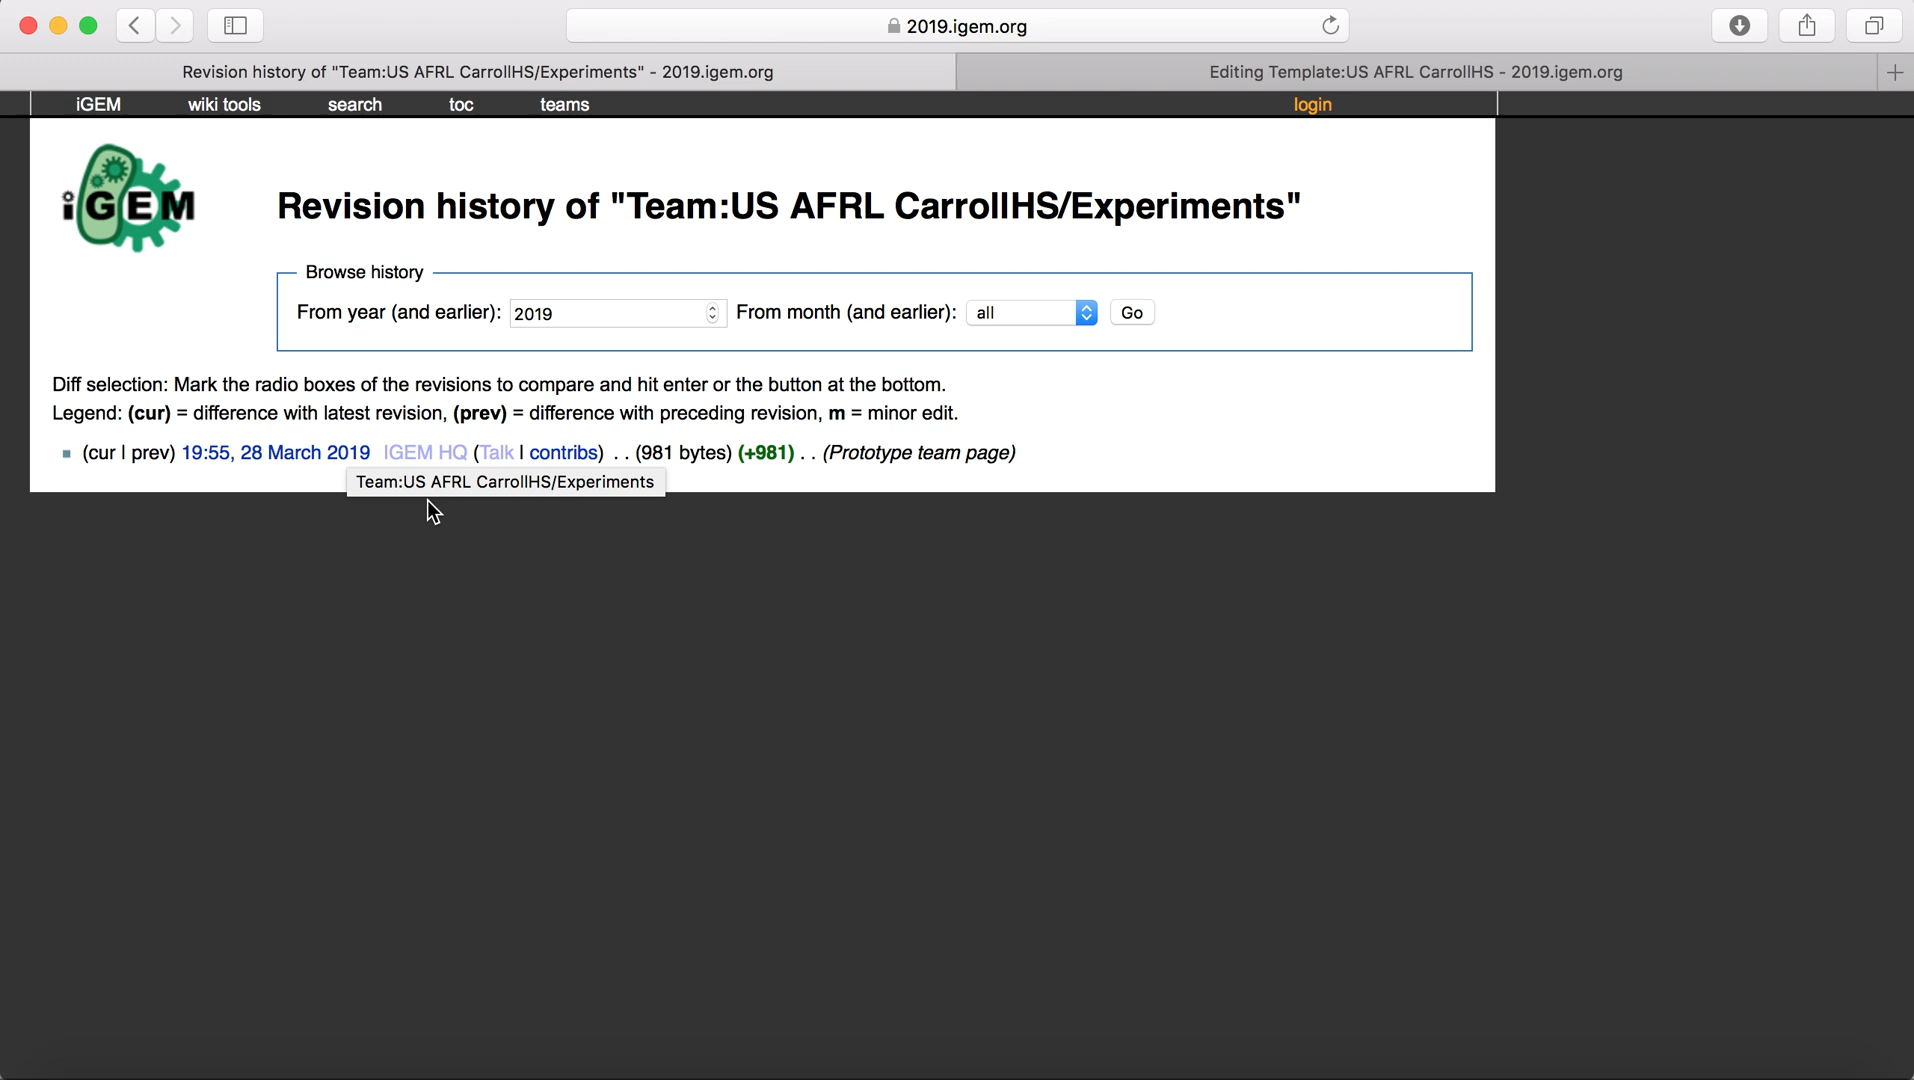 2019.igem.org
Revision history of "Team:US AFRL CarrollHS/Experiments" - 2019.igem.org
Editing Template:US AFRL CarrollHS - 2019.igem.org
iGEM wiki tools search toc teams login
iGEM
Revision history of "Team:US AFRL CarrollHS/Experiments"
Browse history
From year (and earlier): 2019 From month (and earlier): all Go
Diff selection: Mark the radio boxes of the revisions to compare and hit enter or the button at the bottom.
Legend: (cur) = difference with latest revision, (prev) = difference with preceding revision, m = minor edit.
(cur | prev) 19:55, 28 March 2019 IGEM HQ (Talk | contribs) . . (981 bytes) (+981) . . (Prototype team page)
Team:US AFRL CarrollHS/Experiments